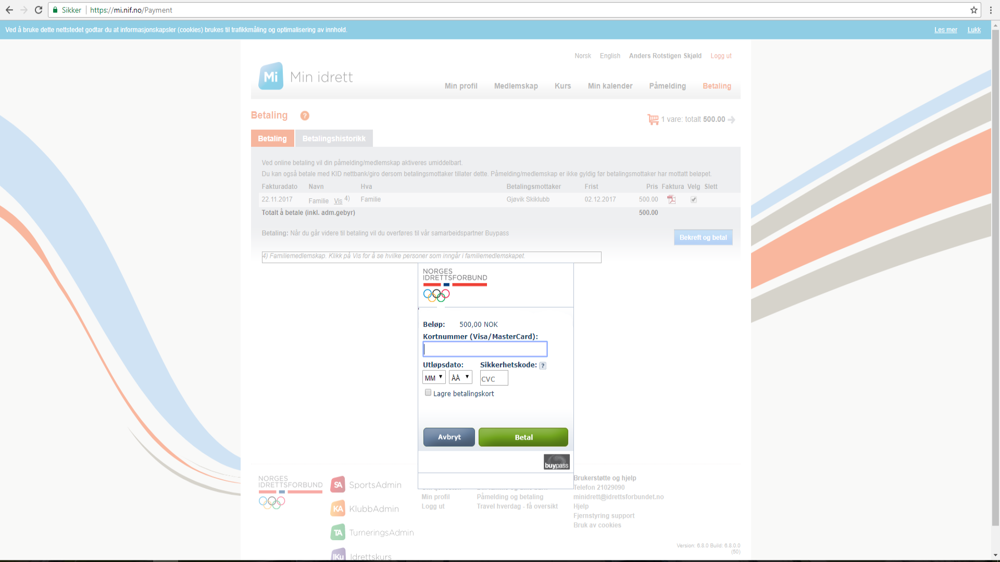 Sikker https://mi.nif.no/Payment
Ved å bruke dette nettstedet godtar du at informasjonskapsler (cookies) brukes til trafikkmåling og optimalisering av innhold. Les mer Lukk
Norsk English Anders Rotstigen Skjøld Logg ut
Mi Min idrett
Min profil Medlemskap Kurs Min kalender Påmelding Betaling
Betaling ?
1 vare: totalt 500.00
Betaling Betalingshistorikk
Ved online betaling vil din påmelding/medlemskap aktiveres umiddelbart.
Du kan også betale med KID nettbank/giro dersom betalingsmottaker tillater dette. Påmelding/medlemskap er ikke gyldig før betalingsmottaker har mottatt beløpet.
Fakturadato Navn Hva Betalingsmottaker Frist Pris Faktura Velg Slett
22.11.2017 Familie Vis 4) Familie Gjøvik Skiklubb 02.12.2017 500.00
Totalt å betale (inkl. adm.gebyr) 500.00
Betaling: Når du går videre til betaling vil du overføres til vår samarbeidspartner Buypass
Bekreft og betal
4) Familiemedlemskap. Klikk på Vis for å se hvilke personer som inngår i familiemedlemskapet.
NORGES
IDRETTSFORBUND
Beløp: 500,00 NOK
Kortnummer (Visa/MasterCard):
Utløpsdato: Sikkerhetskode: ?
MM ÅÅ CVC
Lagre betalingskort
Avbryt Betal
buypass
NORGES
IDRETTSFORBUND
SA SportsAdmin
KA KlubbAdmin
TA TurneringsAdmin
IKu Idrettskurs
Min profil
Logg ut
Påmelding og betaling
Travel hverdag - få oversikt
Brukerstøtte og hjelp
Telefon 21029090
minidrett@idrettsforbundet.no
Hjelp
Fjernstyring support
Bruk av cookies
Version: 6.8.0 Build: 6.8.0.0
(50)